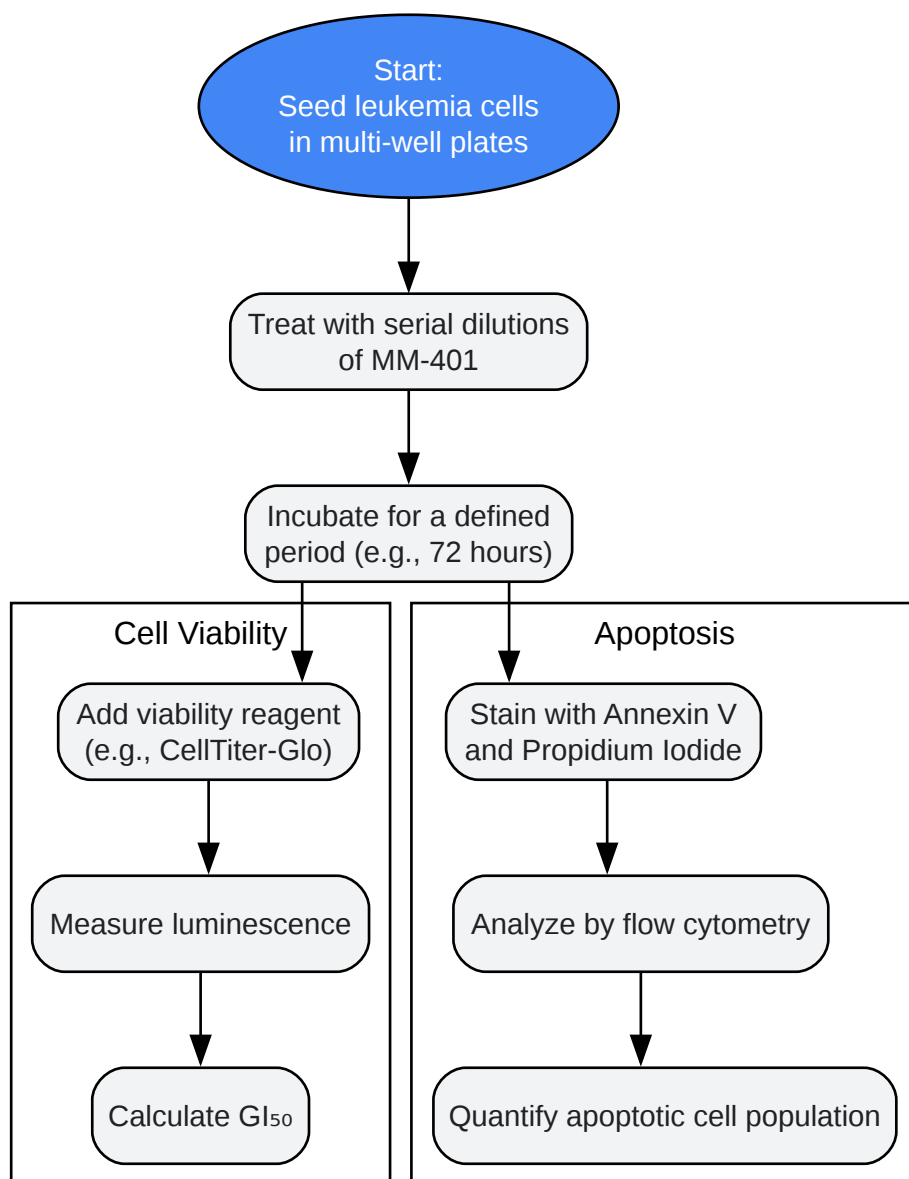 Start:
Seed leukemia cells
in multi-well plates
Treat with serial dilutions
of MM-401
Incubate for a defined
period (e.g., 72 hours)
Cell Viability
Add viability reagent
(e.g., CellTiter-Glo)
Measure luminescence
Calculate GI₅₀
Apoptosis
Stain with Annexin V
and Propidium Iodide
Analyze by flow cytometry
Quantify apoptotic cell population